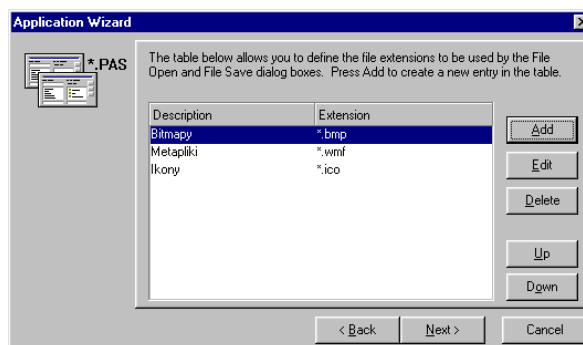 Application Wizard
*.PAS
The table below allows you to define the file extensions to be used by the File
Open and File Save dialog boxes. Press Add to create a new entry in the table.
Description Extension
Bitmapy *.bmp
Metapliki *.wmf
Ikony *.ico
Add
Edit
Delete
Up
Down
< Back Next > Cancel